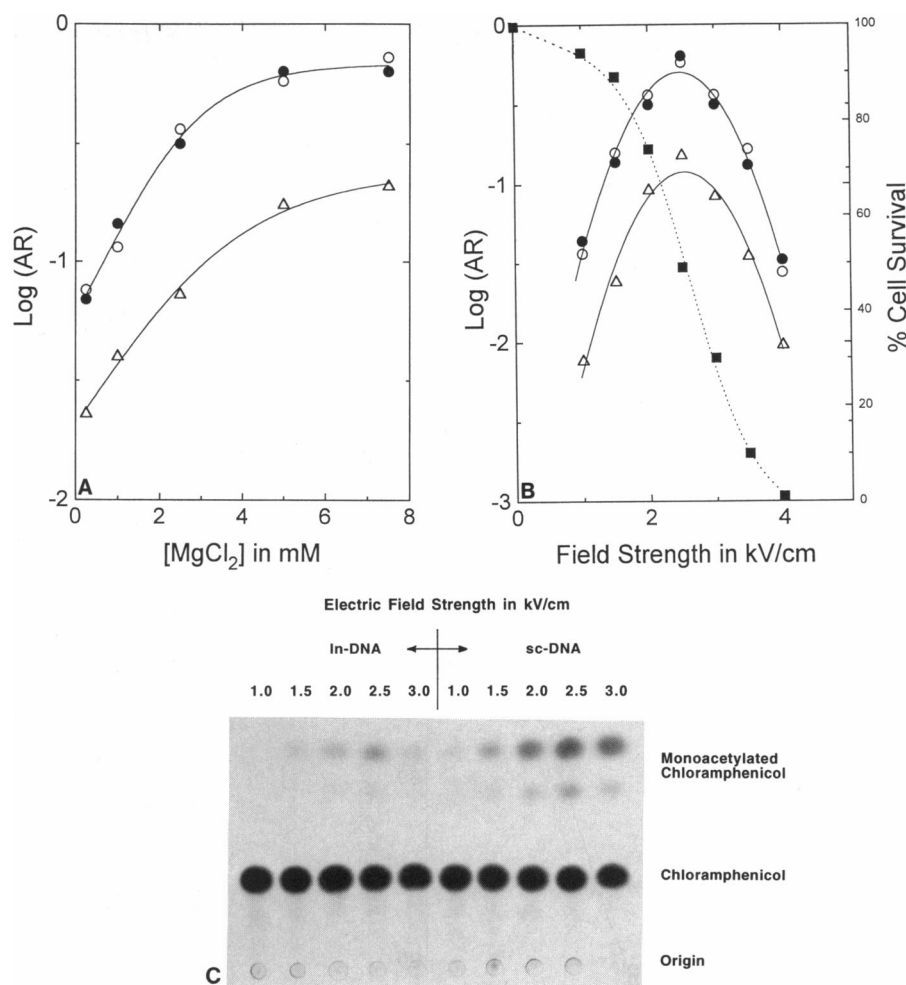 0
-1
-2
Log (AR)
A
0
2
4
6
8
[MgCl₂] in mM
0
-1
-2
-3
Log (AR)
B
0
2
4
Field Strength in kV/cm
100
80
60
40
20
0
% Cell Survival
Electric Field Strength in kV/cm
ln-DNA
sc-DNA
1.0 1.5 2.0 2.5 3.0 1.0 1.5 2.0 2.5 3.0
Monoacetylated
Chloramphenicol
Chloramphenicol
Origin
C